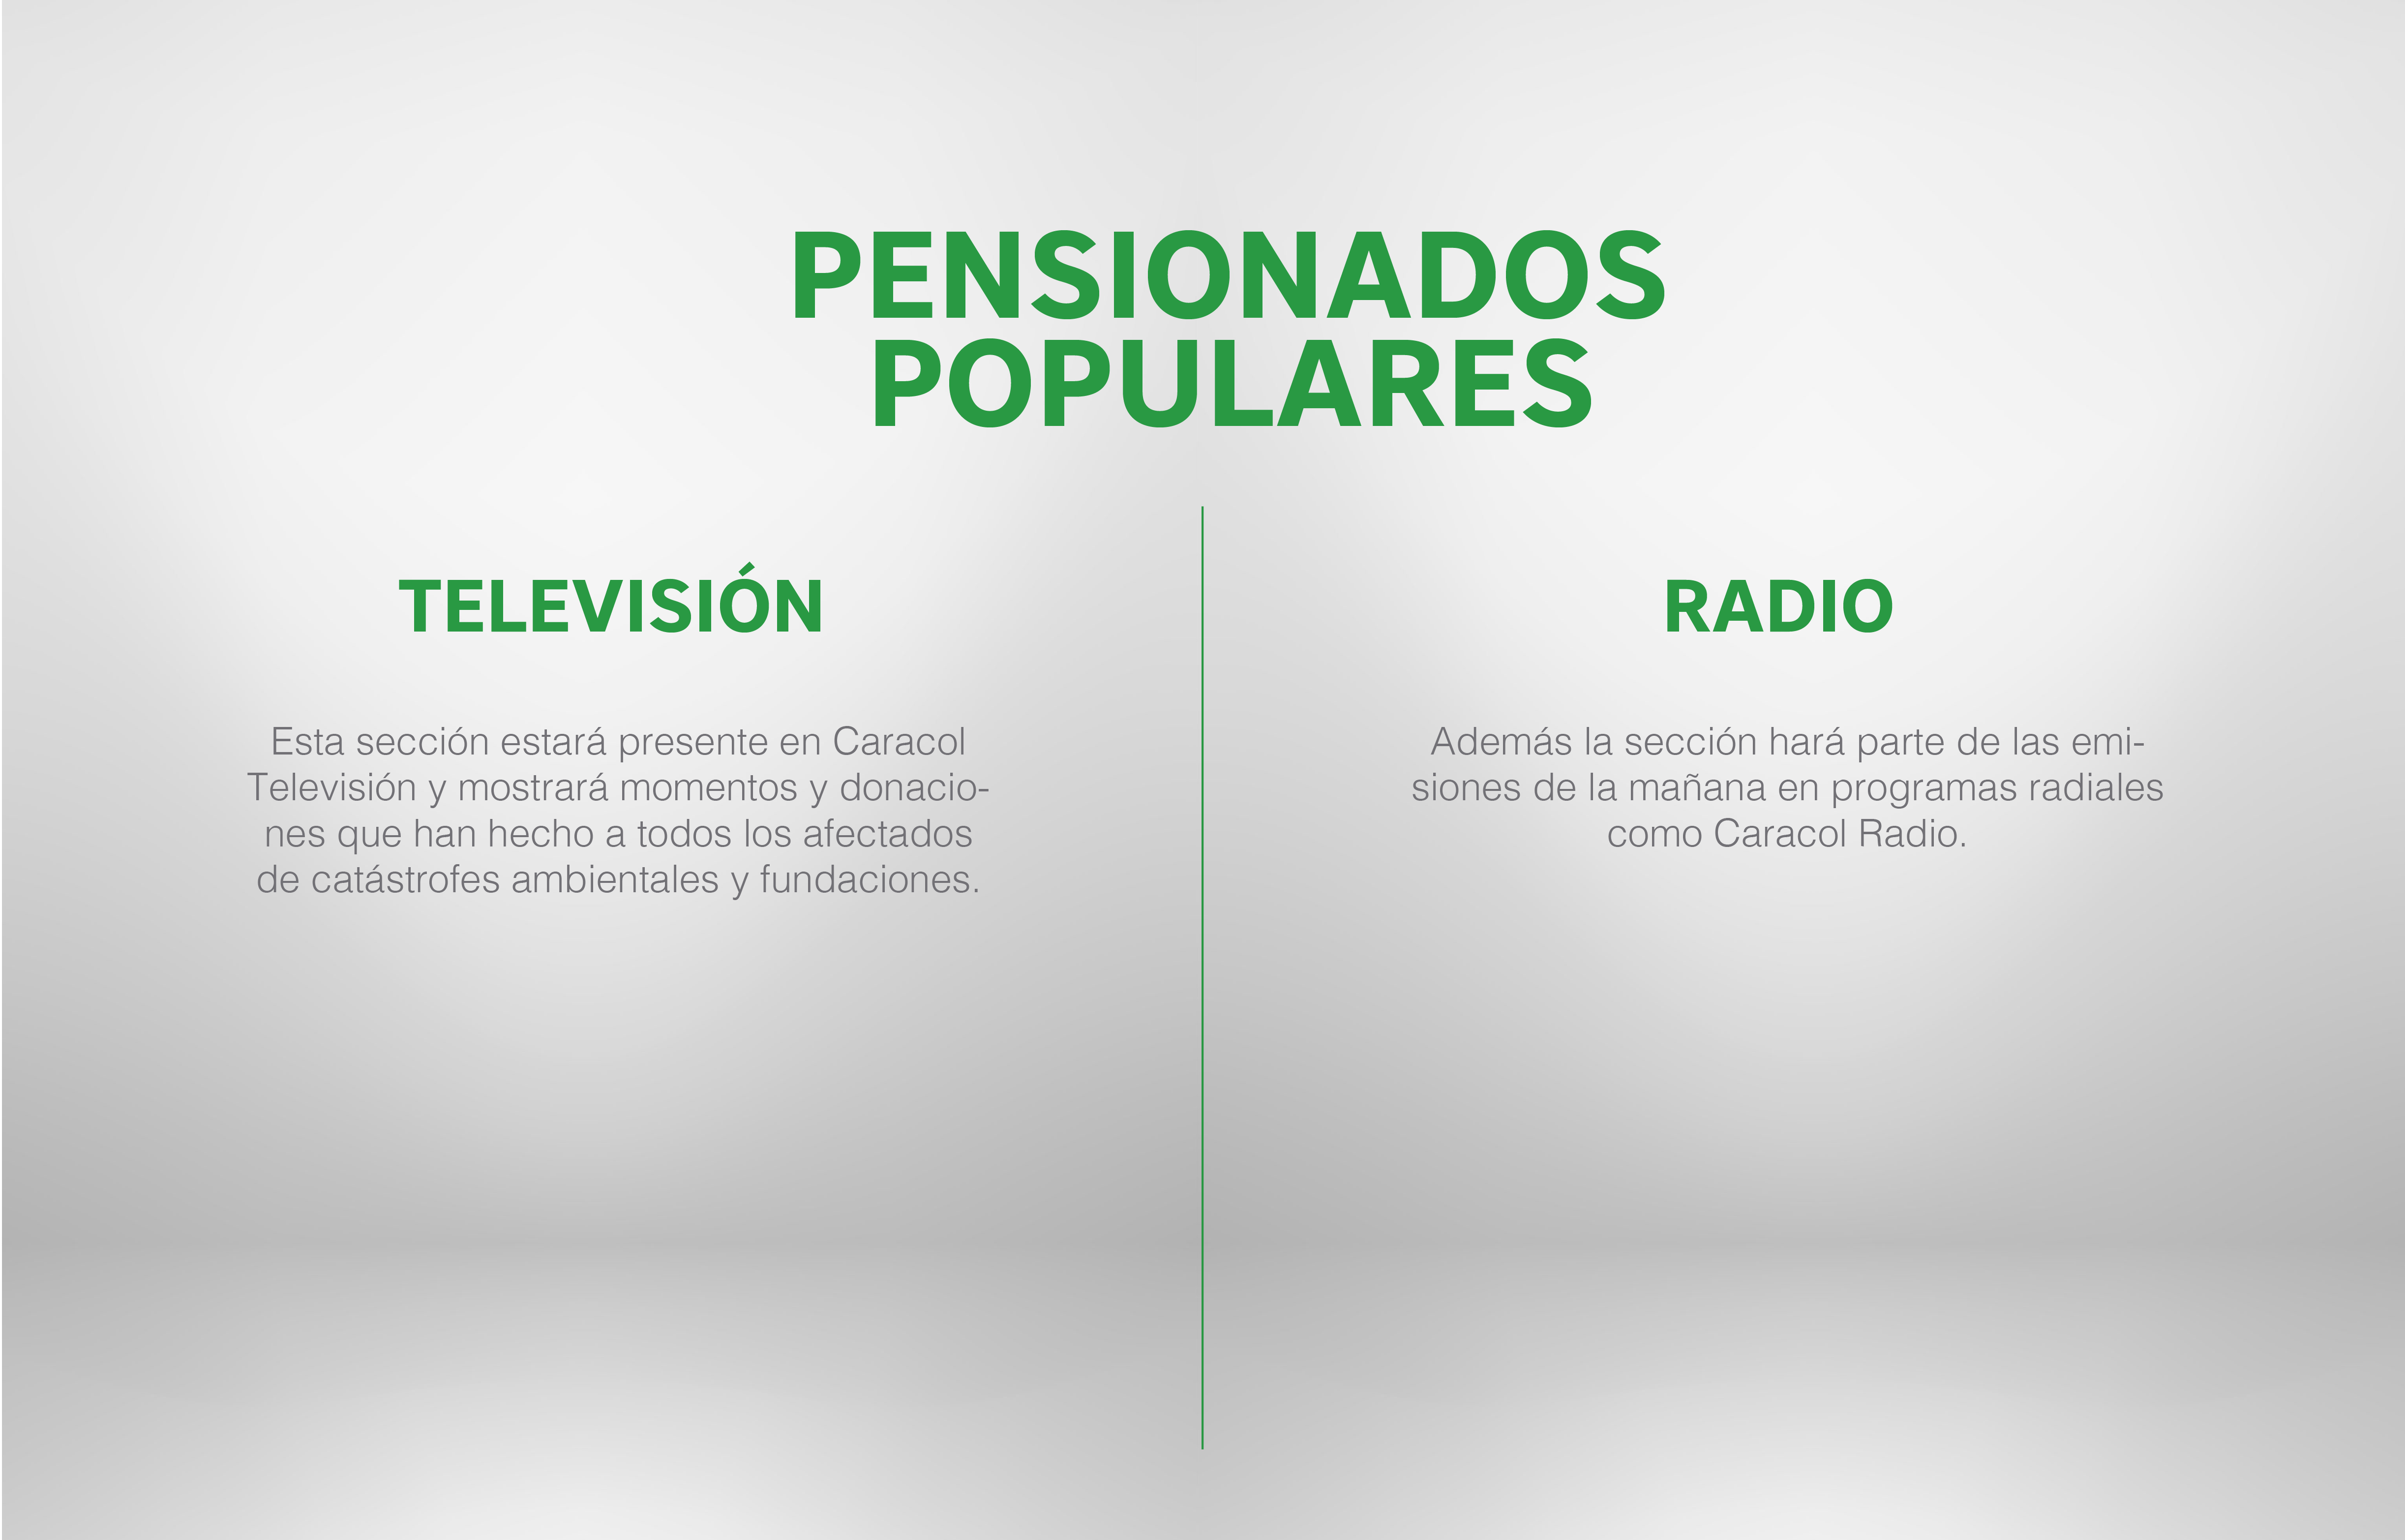 PENSIONADOS
POPULARES
TELEVISIÓN
Esta sección estará presente en Caracol
Televisión y mostrará momentos y donacio-
nes que han hecho a todos los afectados
de catástrofes ambientales y fundaciones.
RADIO
Además la sección hará parte de las emi-
siones de la mañana en programas radiales
como Caracol Radio.